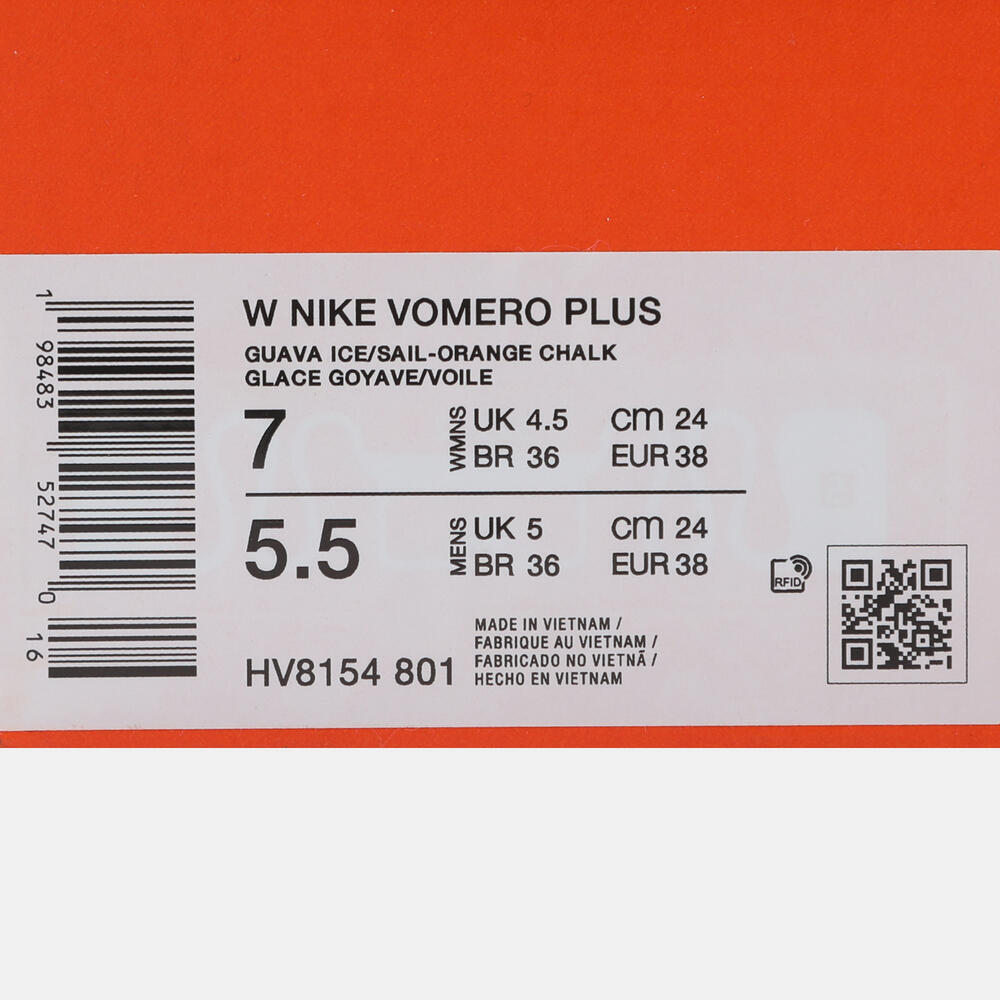 W NIKE VOMERO PLUS
GUAVA ICE/SAIL-ORANGE CHALK
GLACE GOYAVE/VOILE
7
WMNS
UK 4.5 cm 24
BR 36 EUR 38
5.5
MENS
UK 5 cm 24
BR 36 EUR 38
HV8154 801
MADE IN VIETNAM /
FABRIQUE AU VIETNAM /
FABRICADO NO VIETNÃ /
HECHO EN VIETNAM
RFID
1 98483 52747 0 16